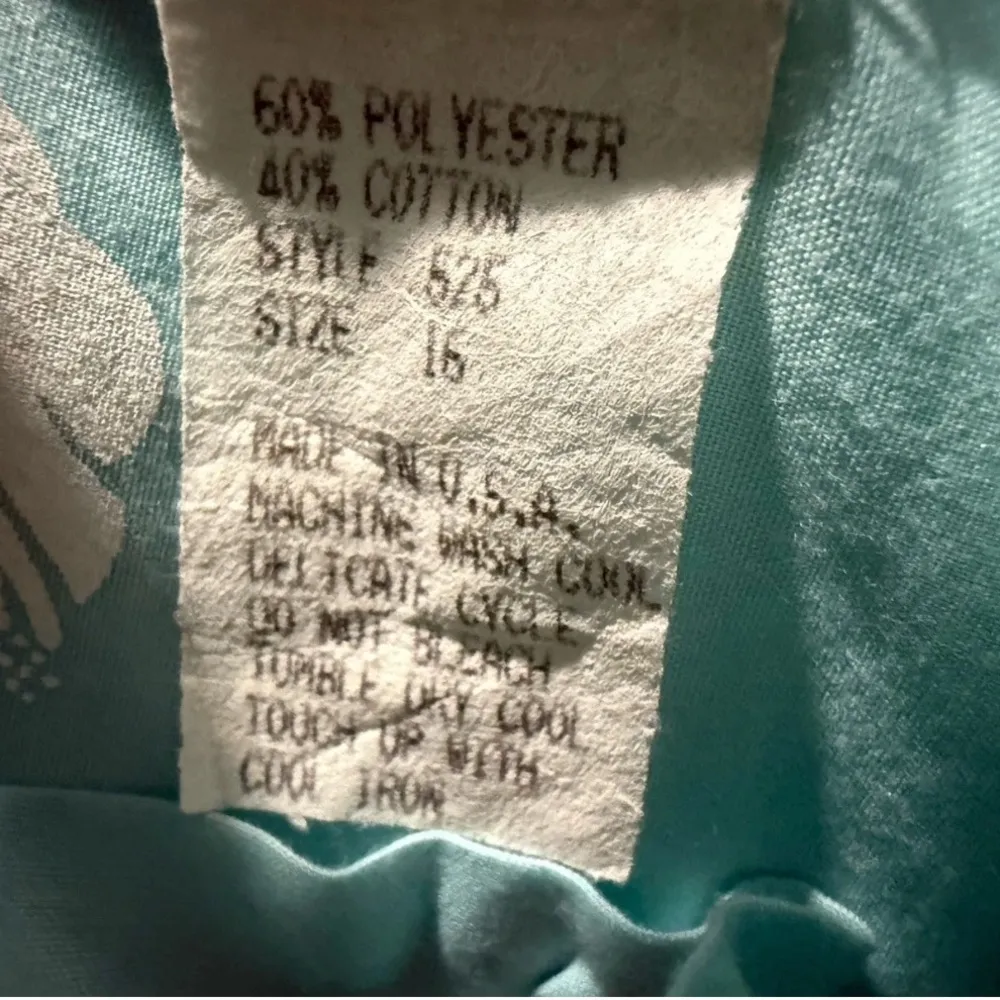 60% POLYESTER
40% COTTON
STYLE 525
SIZE 16
MADE IN U.S.A.
MACHINE WASH COOL
DELICATE CYCLE
DO NOT BLEACH
TUMBLE DRY COOL
TOUCH UP WITH
COOL IRON